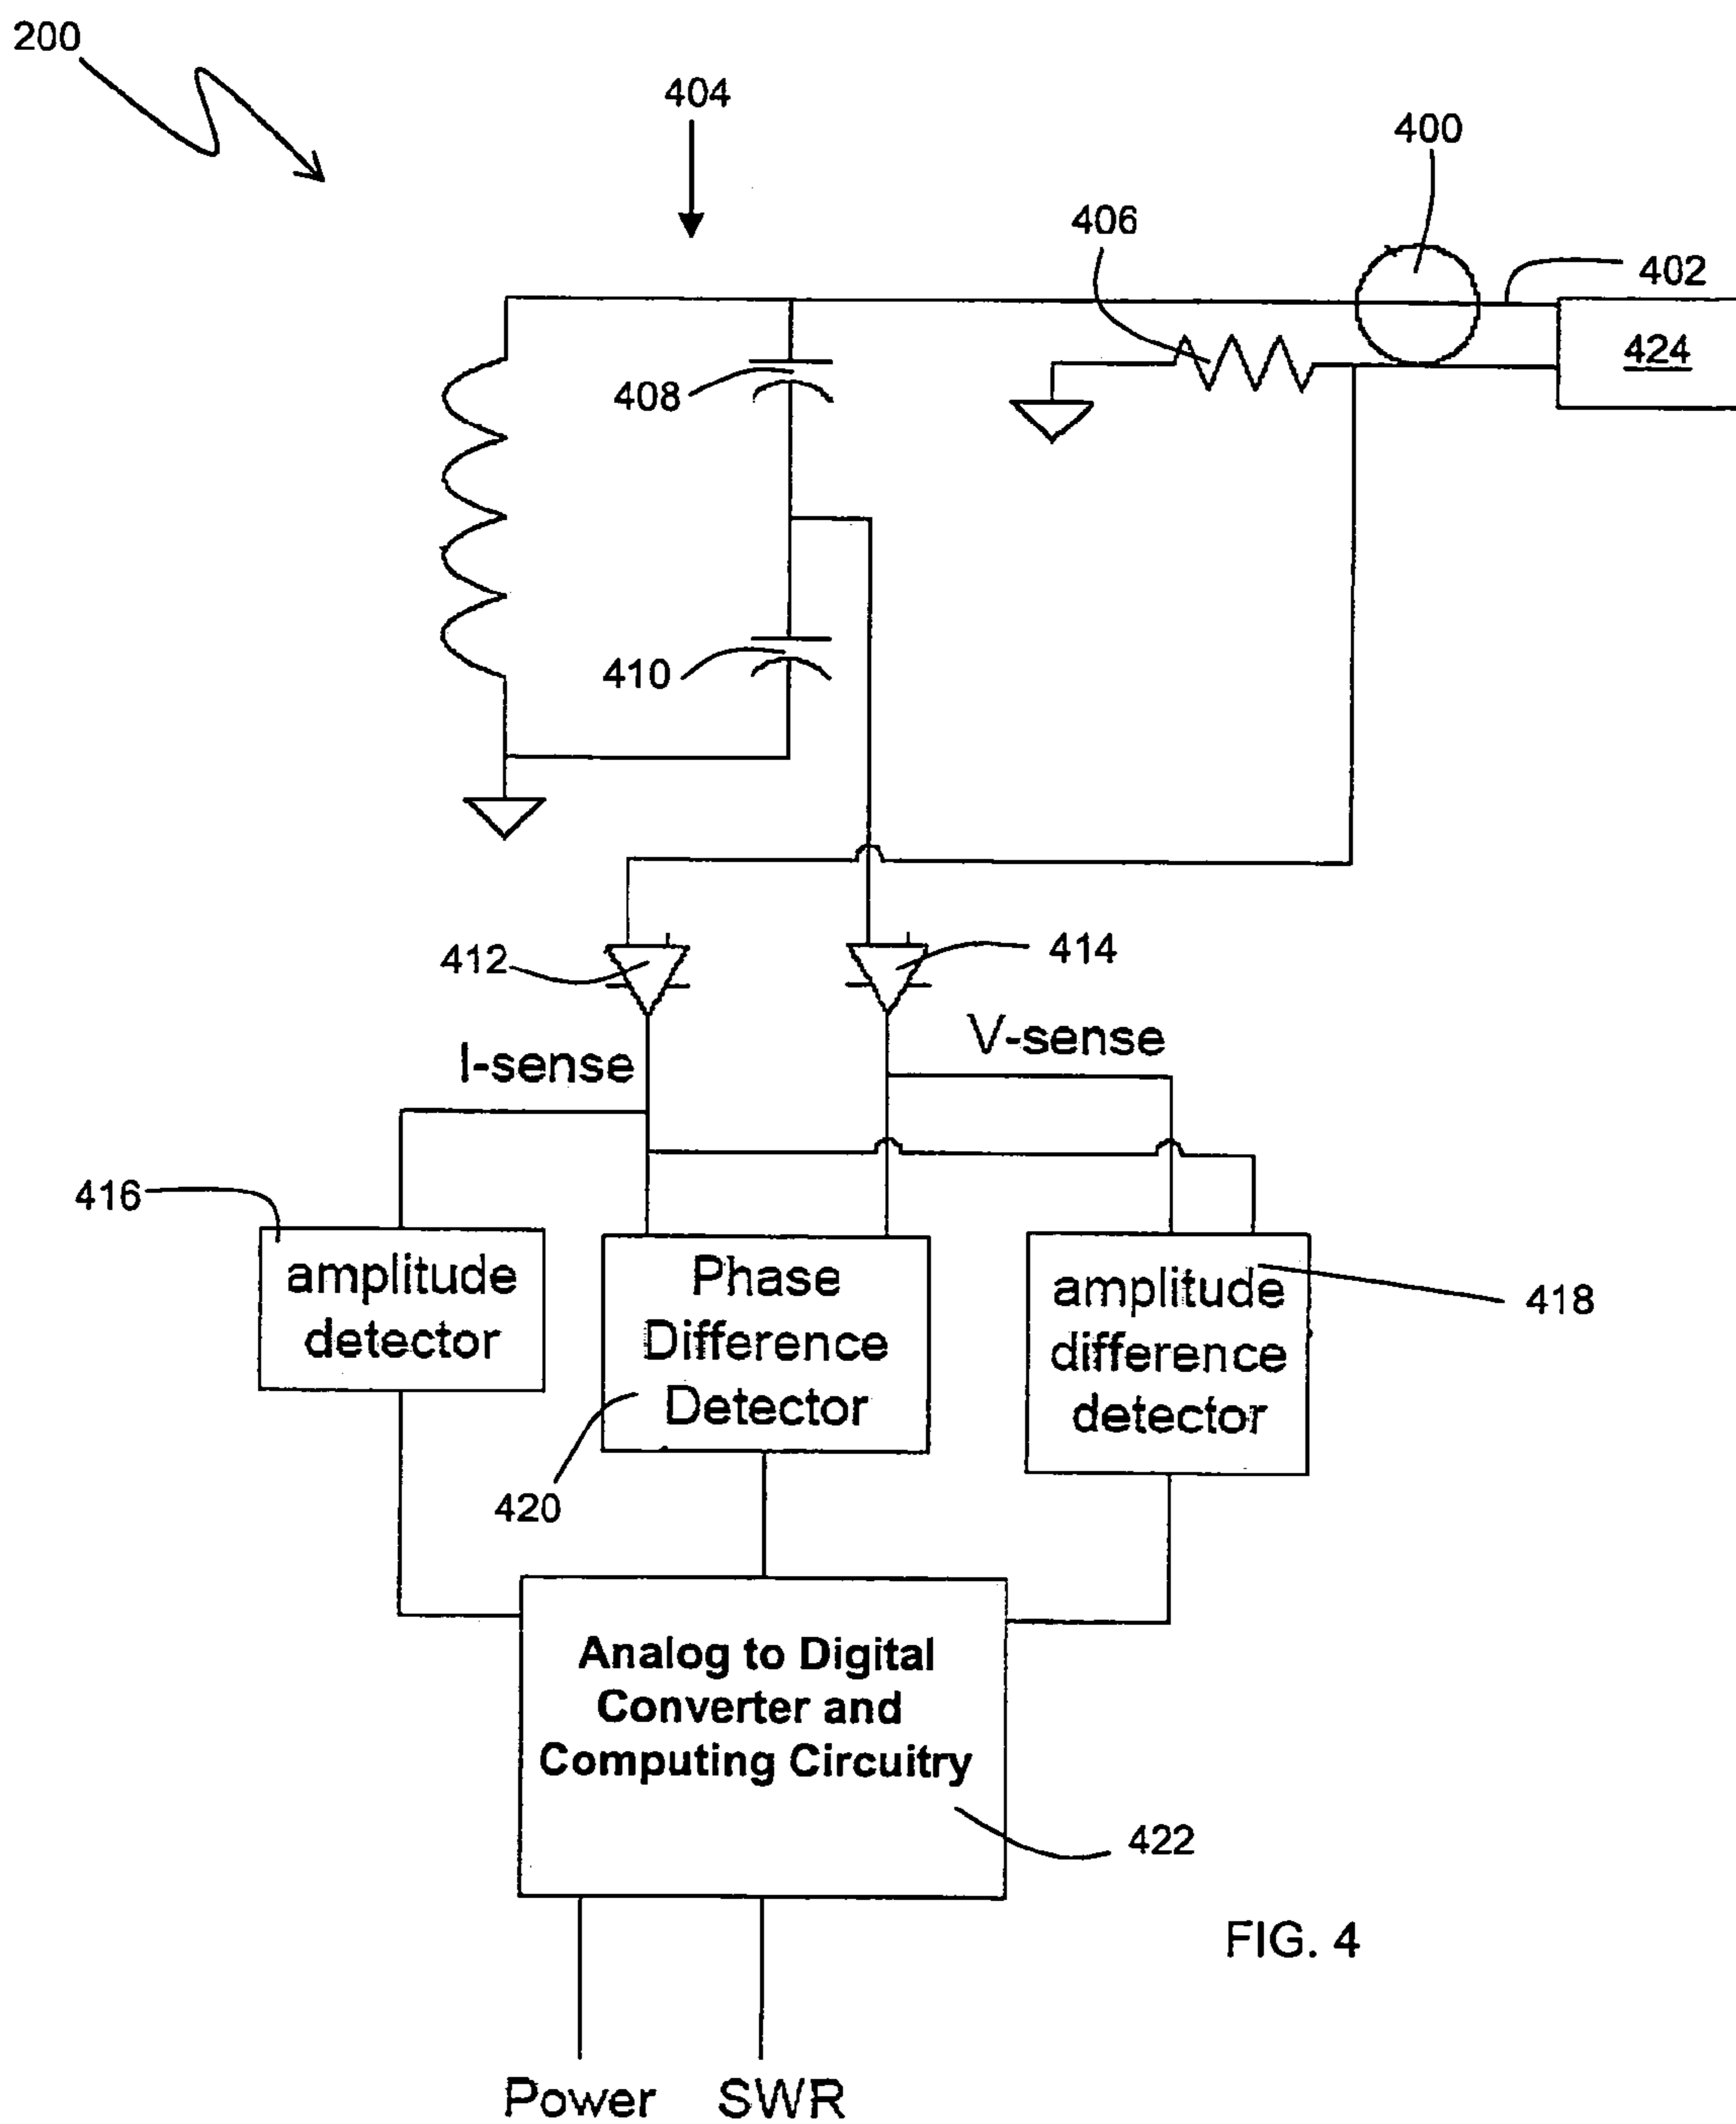 200
404
400
406
402
424
408
410
412
414
I-sense
V-sense
416
amplitude
detector
Phase
Difference
Detector
amplitude
difference
detector
418
420
Analog to Digital
Converter and
Computing Circuitry
422
FIG. 4
Power
SWR